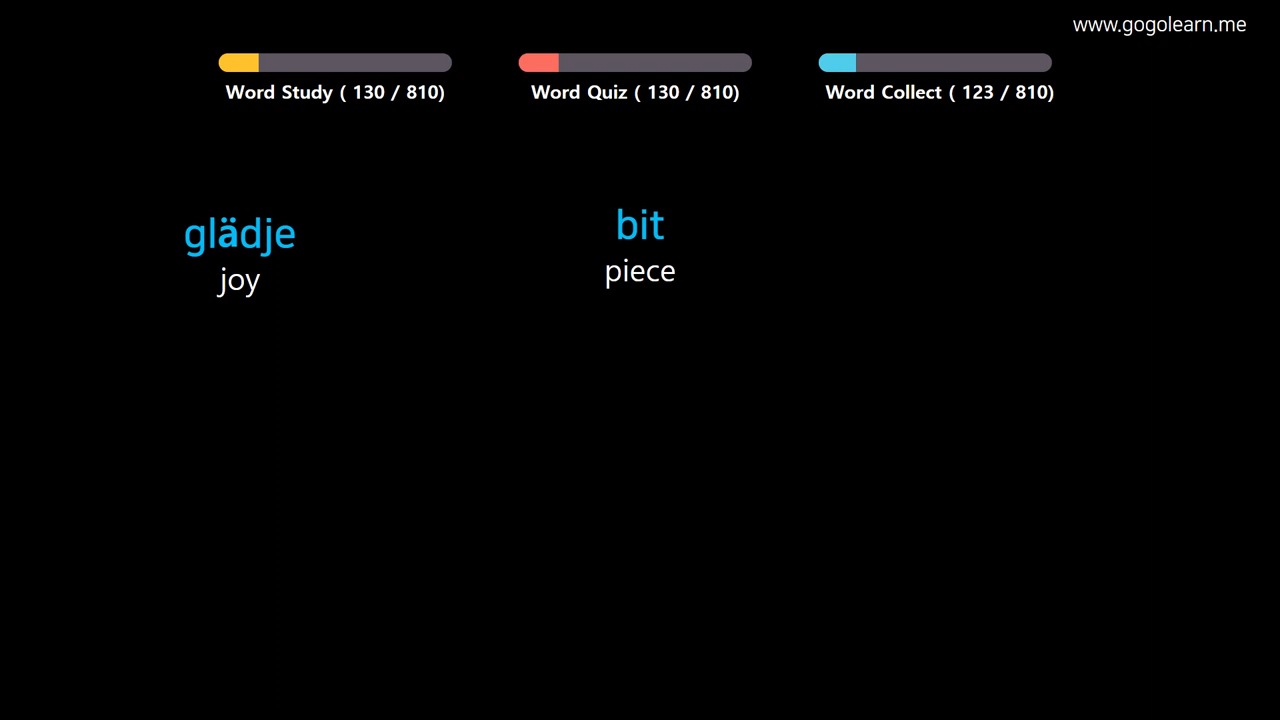 www.gogolearn.me
Word Study ( 130 / 810)
Word Quiz ( 130 / 810)
Word Collect ( 123 / 810)
glädje
joy
bit
piece